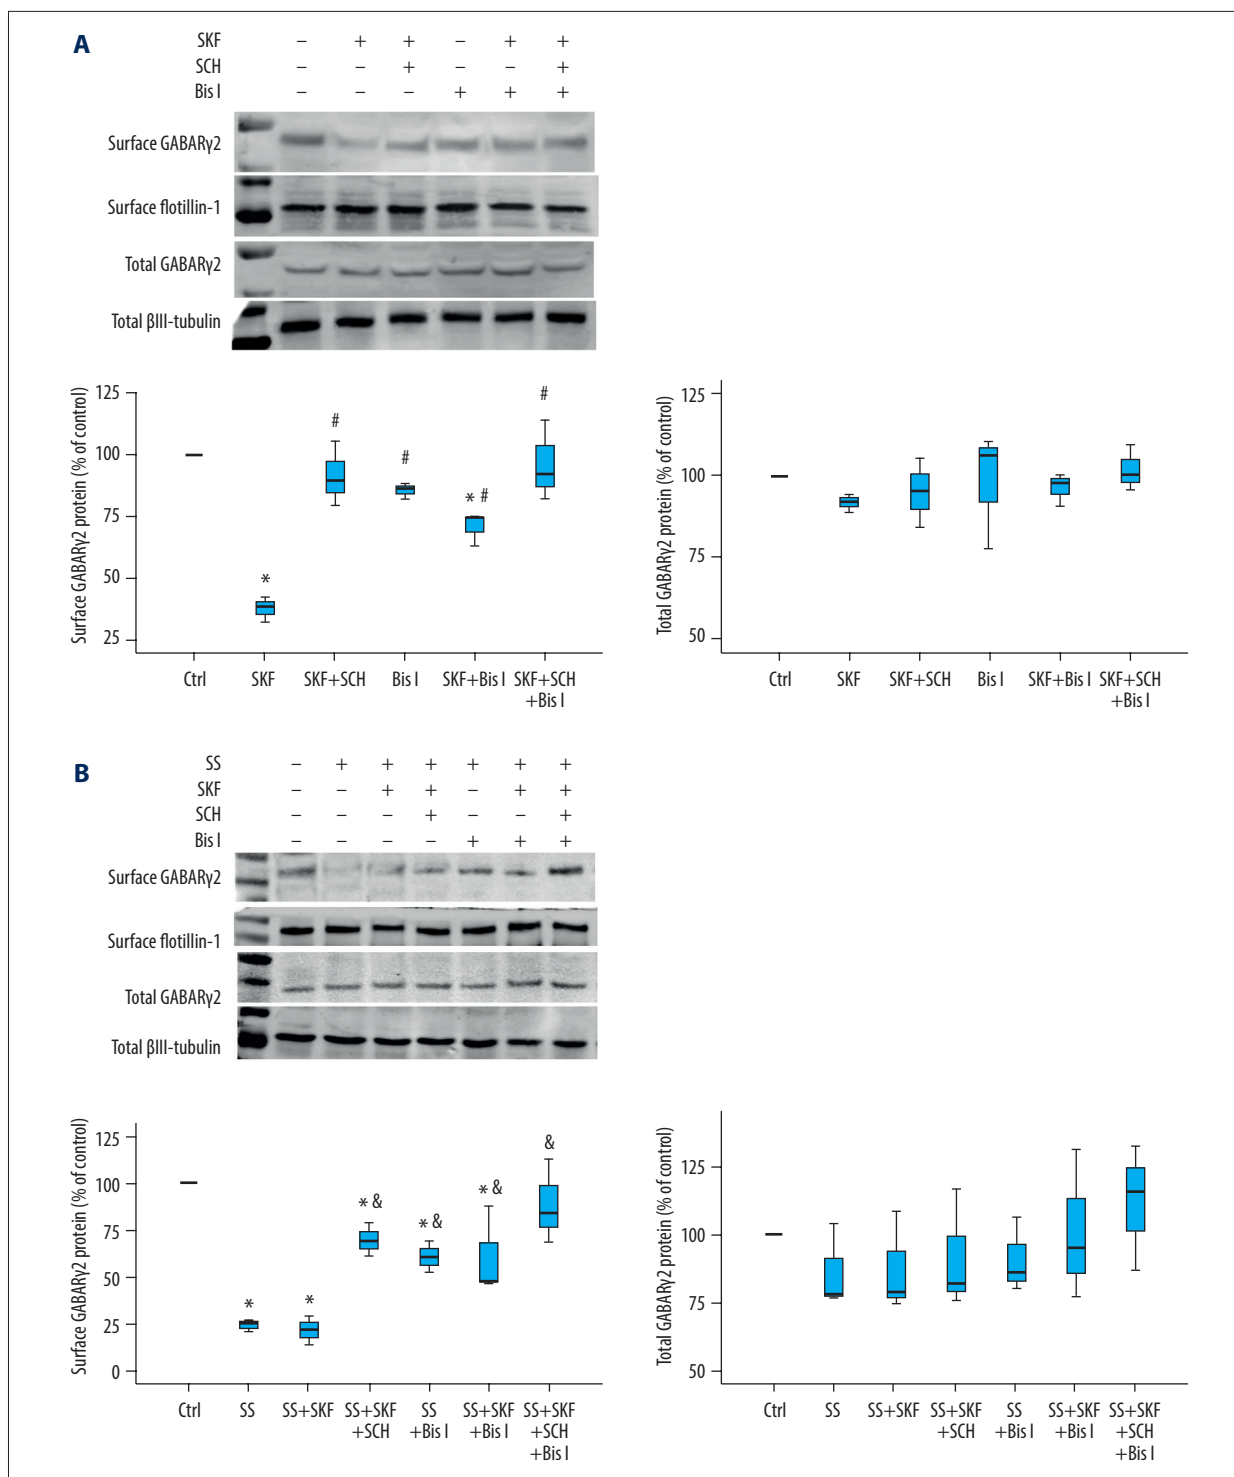 A
SKF – + + – + +
SCH – – + – – +
Bis I – – – + + +
Surface GABARγ2
Surface flotillin-1
Total GABARγ2
Total βIII-tubulin
Surface GABARγ2 protein (% of control)
125
100
75
50
25
*
#
#
* #
#
Ctrl SKF SKF+SCH Bis I SKF+Bis I SKF+SCH
+Bis I
Total GABARγ2 protein (% of control)
125
100
75
50
Ctrl SKF SKF+SCH Bis I SKF+Bis I SKF+SCH
+Bis I
B
SS – + + + + + +
SKF – – + + – + +
SCH – – – + – – +
Bis I – – – – + + +
Surface GABARγ2
Surface flotillin-1
Total GABARγ2
Total βIII-tubulin
Surface GABARγ2 protein (% of control)
125
100
75
50
25
0
*
*
* &
* &
* &
&
Ctrl SS SS+SKF SS+SKF SS SS+SKF SS+SKF
+SCH +Bis I +Bis I +SCH
+Bis I
Total GABARγ2 protein (% of control)
125
100
75
50
Ctrl SS SS+SKF SS+SKF SS SS+SKF SS+SKF
+SCH +Bis I +Bis I +SCH
+Bis I